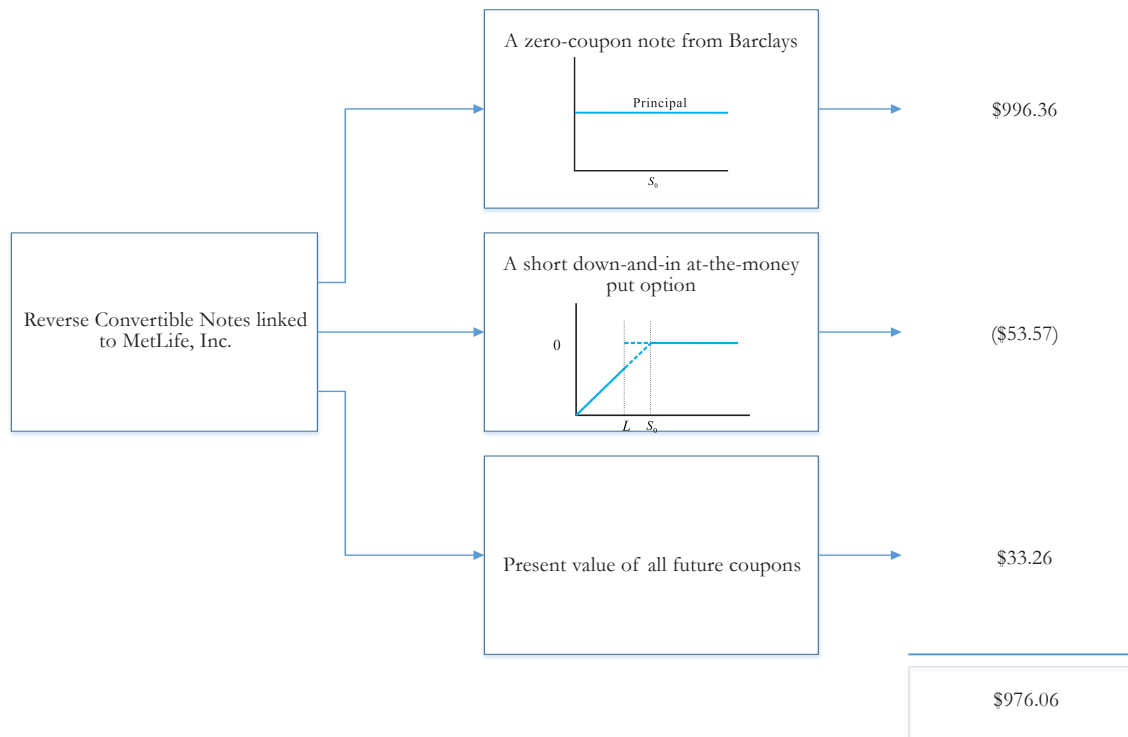 A zero-coupon note from Barclays
Principal
S₀
$996.36
Reverse Convertible Notes linked
to MetLife, Inc.
A short down-and-in at-the-money
put option
0
L S₀
($53.57)
Present value of all future coupons
$33.26
$976.06